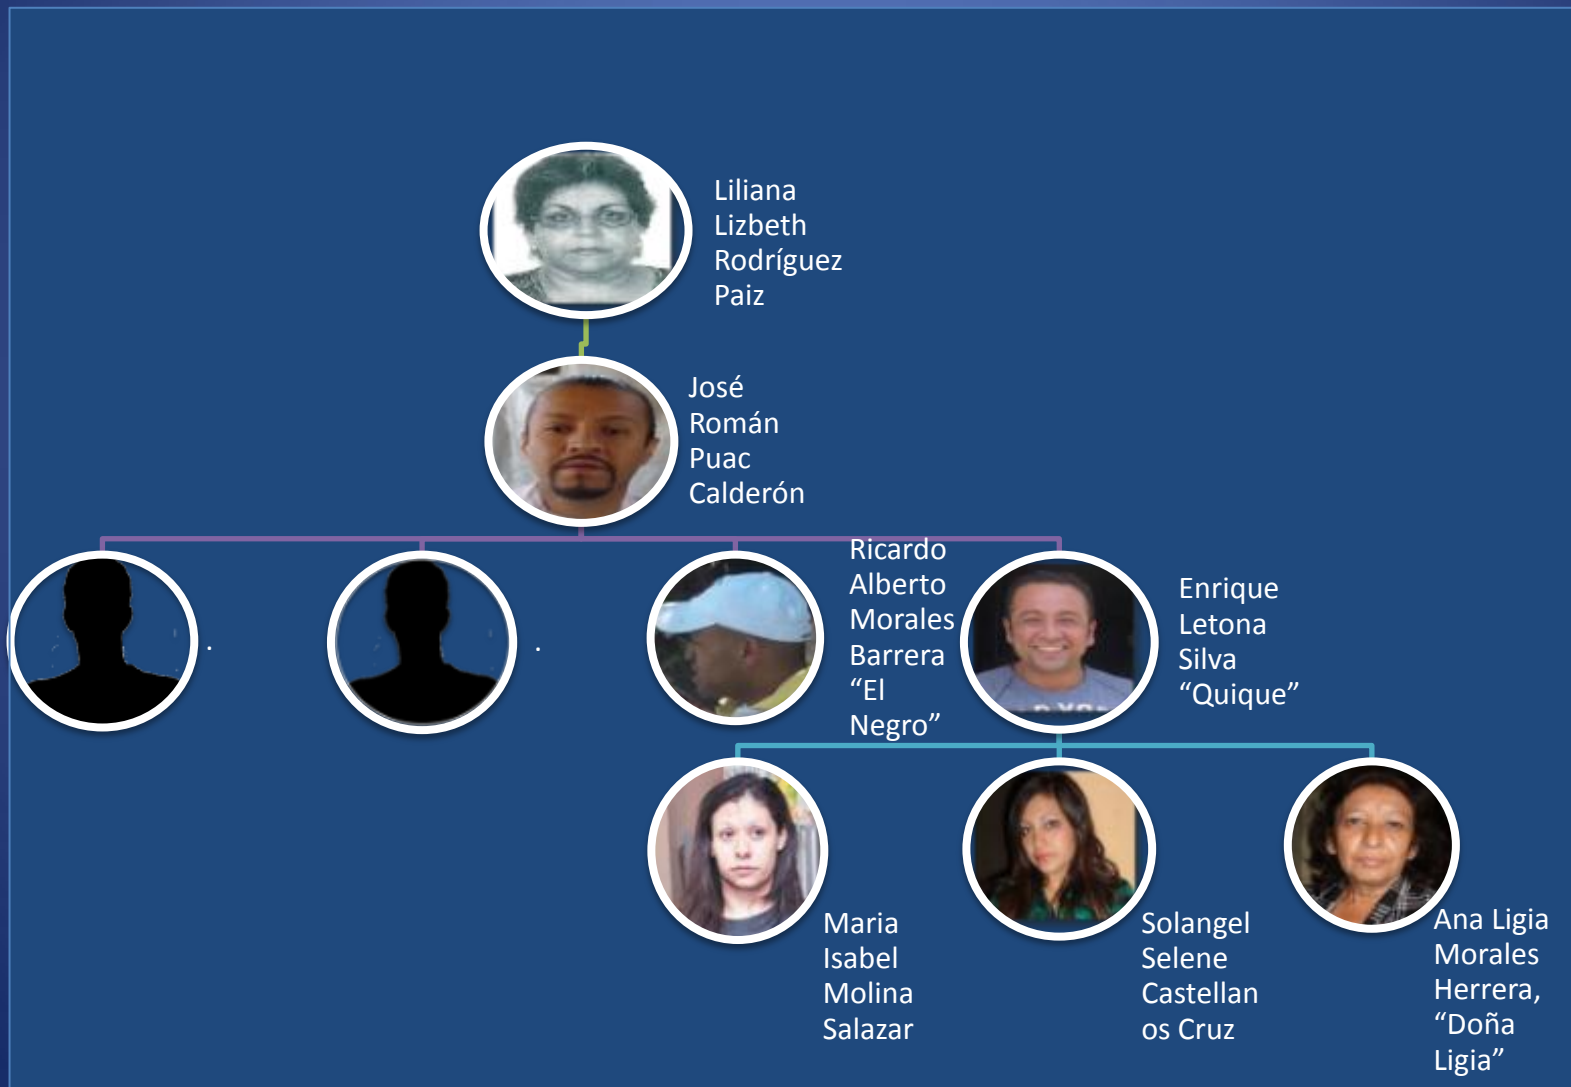 Liliana
Lizbeth
Rodríguez
Paiz
José
Román
Puac
Calderón
.
.
Ricardo
Alberto
Morales
Barrera
“El
Negro”
Enrique
Letona
Silva
“Quique”
Maria
Isabel
Molina
Salazar
Solangel
Selene
Castellan
os Cruz
Ana Ligia
Morales
Herrera,
“Doña
Ligia”